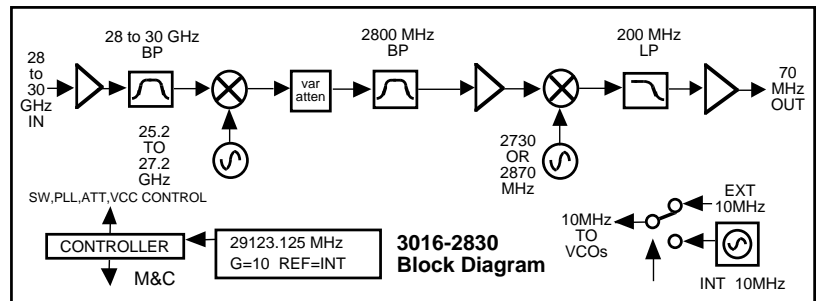 28 to 30 GHz
BP
2800 MHz
BP
200 MHz
LP
28
to
30
GHz
IN
var
atten
70
MHz
OUT
25.2
TO
27.2
GHz
2730
OR
2870
MHz
SW,PLL,ATT,VCC CONTROL
CONTROLLER
M&C
29123.125 MHz
G=10 REF=INT
3016-2830
Block Diagram
10MHz
TO
VCOs
EXT
10MHz
INT 10MHz